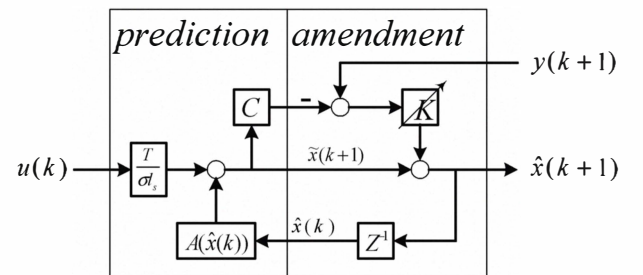 prediction amendment
y(k+1)
C - K
u(k) T/σl_s x̃(k+1) x̂(k+1)
A(x̂(k)) x̂(k) Z⁻¹